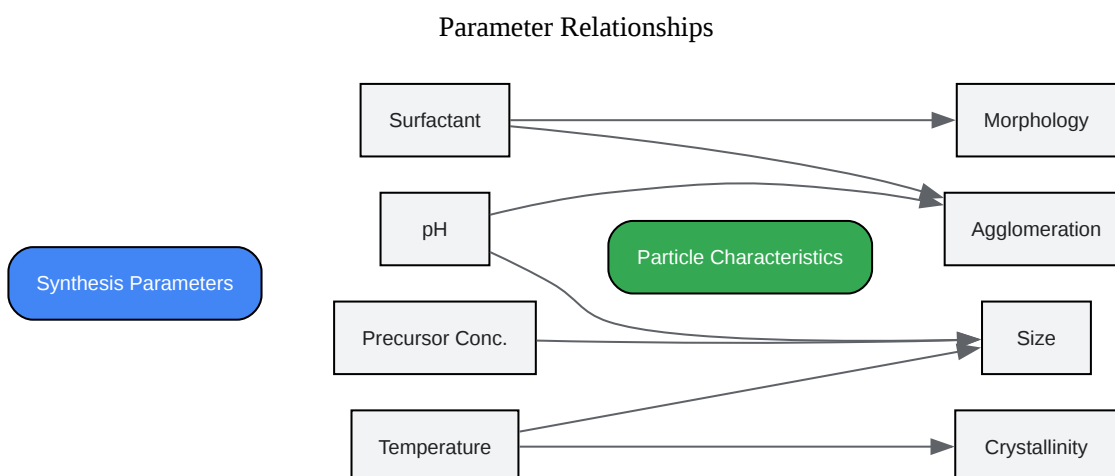 Parameter Relationships
Surfactant
Morphology
pH
Agglomeration
Particle Characteristics
Synthesis Parameters
Precursor Conc.
Size
Temperature
Crystallinity